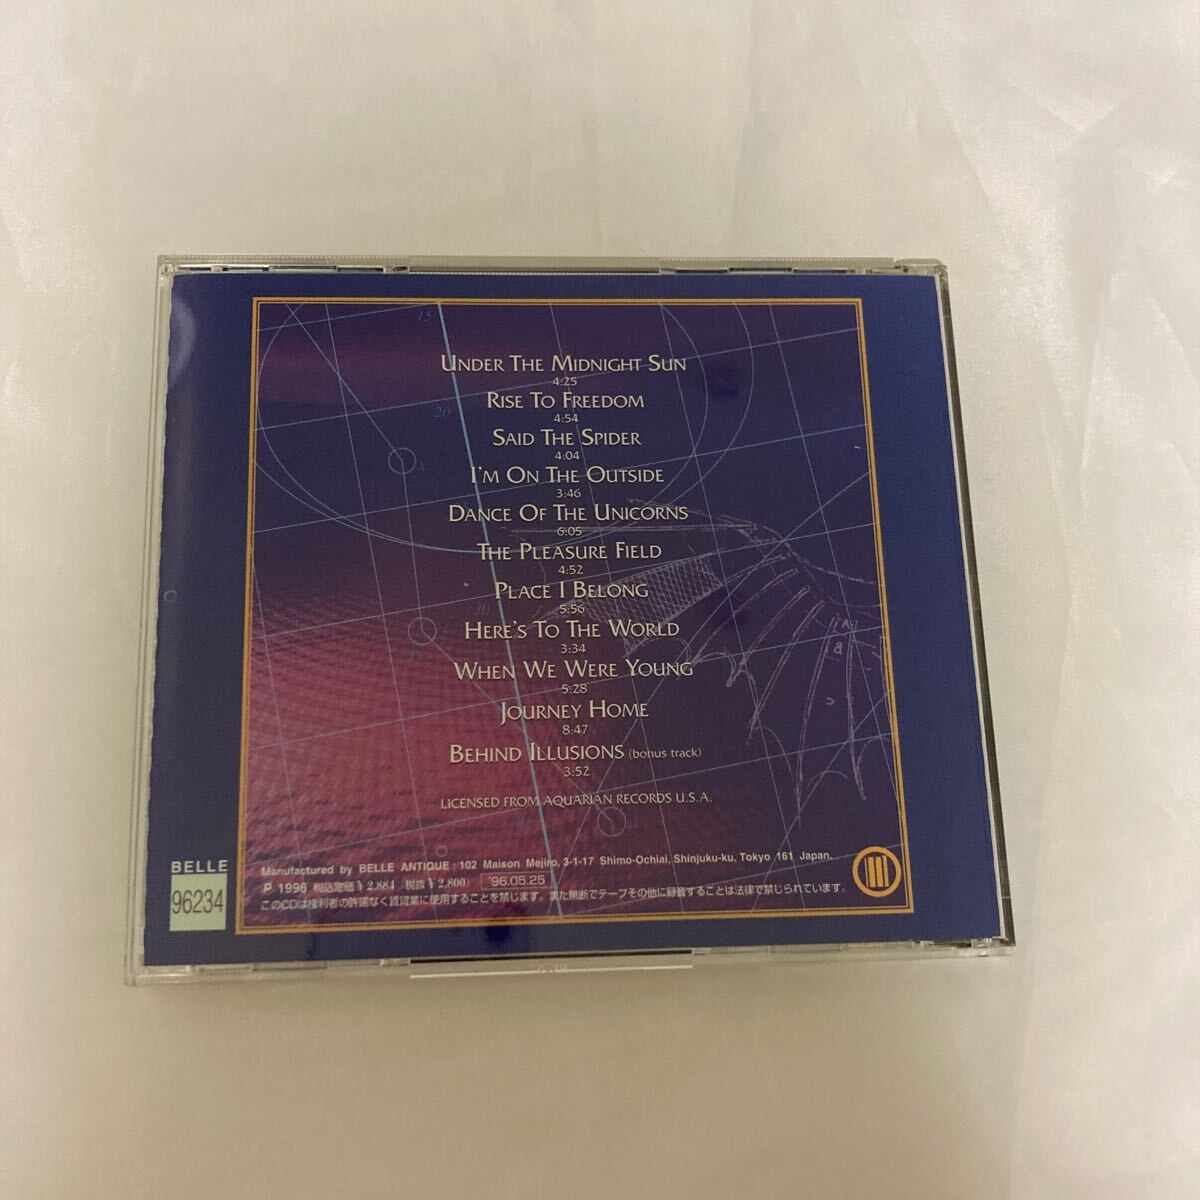 15
UNDER THE MIDNIGHT SUN
4:25
RISE TO FREEDOM
20
4:54
SAID THE SPIDER
4:04
I'M ON THE OUTSIDE
3:46
DANCE OF THE UNICORNS
6:05
THE PLEASURE FIELD
4:52
PLACE I BELONG
30
5:56
HERE'S TO THE WORLD
3:34
WHEN WE WERE YOUNG
5:28
JOURNEY HOME
8:47
BEHIND ILLUSIONS (bonus track)
3:52
LICENSED FROM AQUARIAN RECORDS U.S.A.
BELLE
96234
Manufactured by BELLE ANTIQUE : 102 Maison Mejiro, 3-1-17 Shimo-Ochiai, Shinjuku-ku, Tokyo 161 Japan.
P 1996 税込定価¥2,884 (税抜¥2,800) '96.05.25
このCDは権利者の許諾なく賃貸業に使用することを禁じます。また無断でテープその他に録音することは法律で禁じられています。